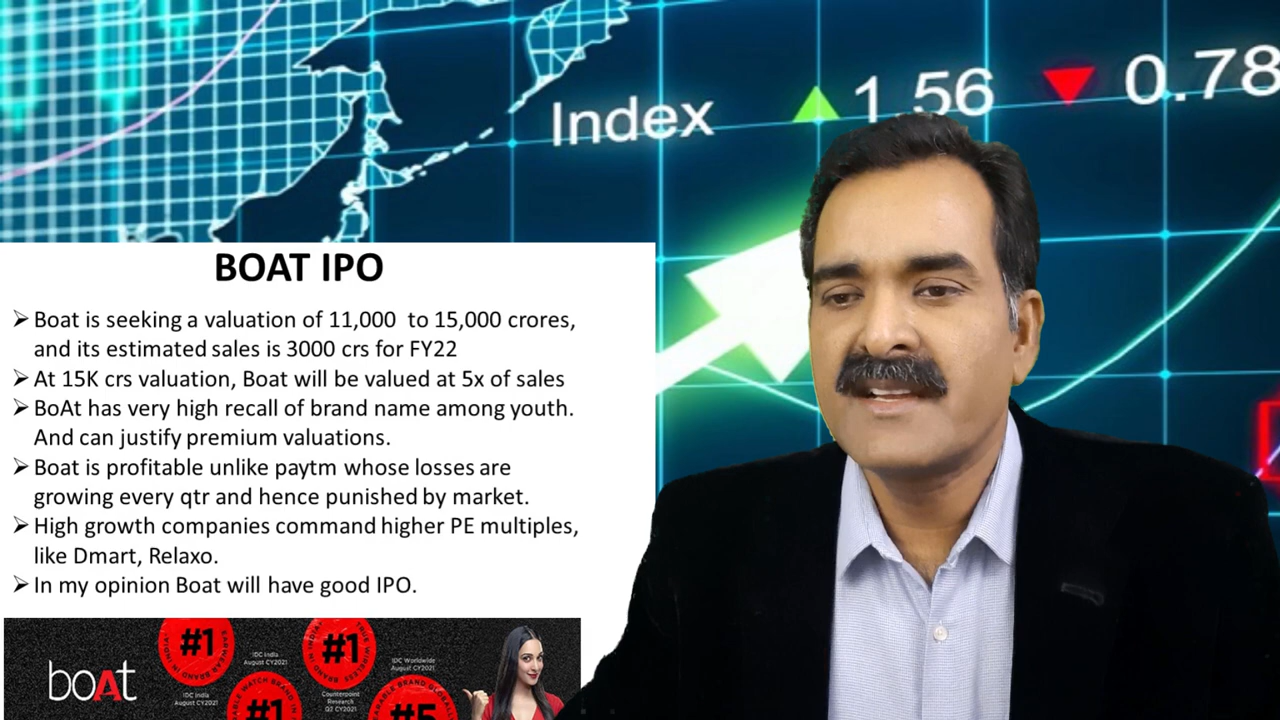 Index ▲ 1.56 ▼ 0.78
BOAT IPO
➢ Boat is seeking a valuation of 11,000 to 15,000 crores,
and its estimated sales is 3000 crs for FY22
➢ At 15K crs valuation, Boat will be valued at 5x of sales
➢ BoAt has very high recall of brand name among youth.
And can justify premium valuations.
➢ Boat is profitable unlike paytm whose losses are
growing every qtr and hence punished by market.
➢ High growth companies command higher PE multiples,
like Dmart, Relaxo.
➢ In my opinion Boat will have good IPO.
boAt
#1
IDC India
August CY2021
IDC India
August CY2021
#1
#1
Counterpoint
Research
Q3 CY2021
IDC Worldwide
August CY2021
#5